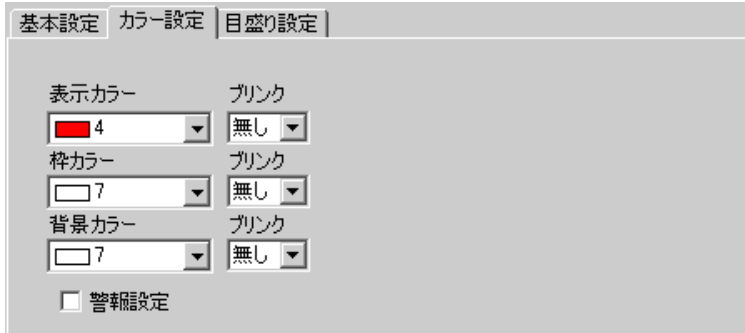 基本設定 カラー設定 目盛り設定
表示カラー ブリンク
4 無し
枠カラー ブリンク
7 無し
背景カラー ブリンク
7 無し
警報設定